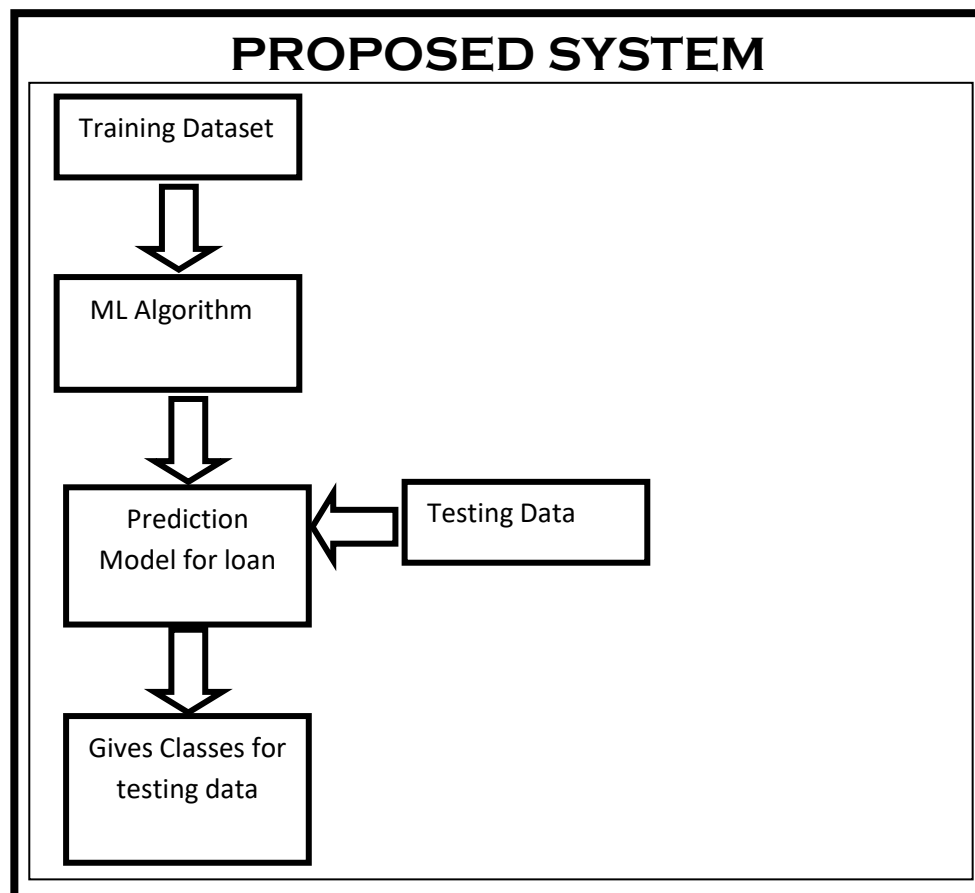 PROPOSED SYSTEM
Training Dataset
ML Algorithm
Prediction
Model for loan
Testing Data
Gives Classes for
testing data